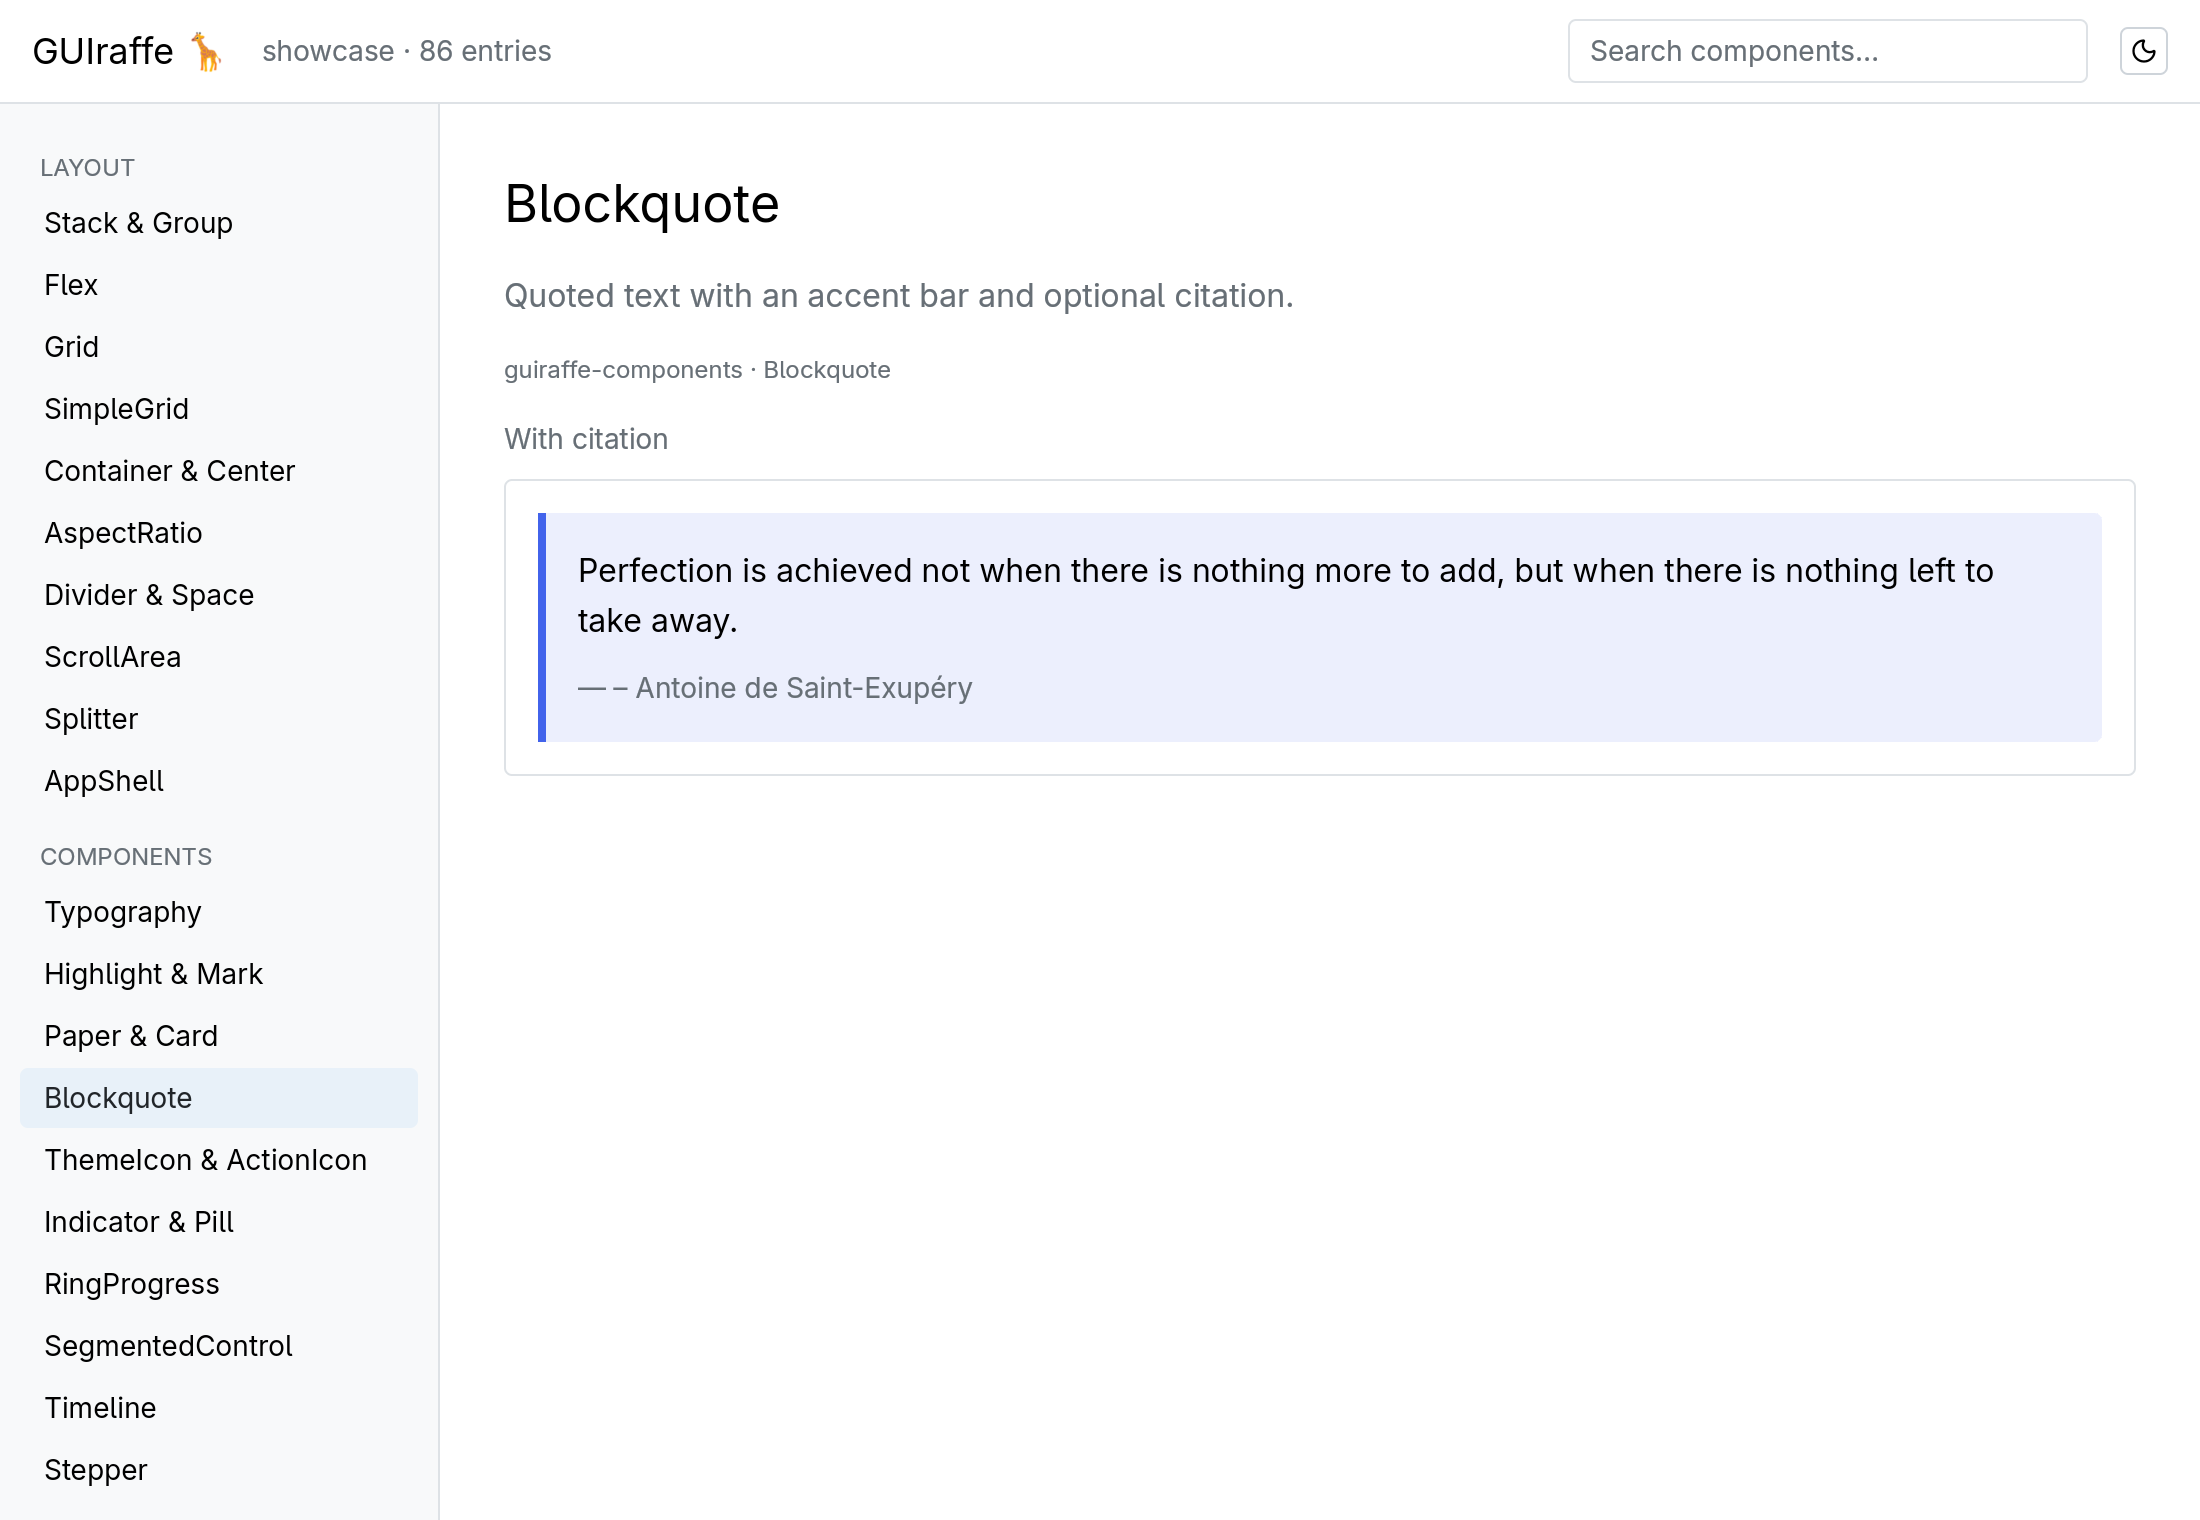 GUIraffe 🦒
showcase · 86 entries
Search components...
LAYOUT
Stack & Group
Flex
Grid
SimpleGrid
Container & Center
AspectRatio
Divider & Space
ScrollArea
Splitter
AppShell
COMPONENTS
Typography
Highlight & Mark
Paper & Card
Blockquote
ThemeIcon & ActionIcon
Indicator & Pill
RingProgress
SegmentedControl
Timeline
Stepper
Blockquote
Quoted text with an accent bar and optional citation.
guiraffe-components · Blockquote
With citation
Perfection is achieved not when there is nothing more to add, but when there is nothing left to
take away.
— – Antoine de Saint-Exupéry